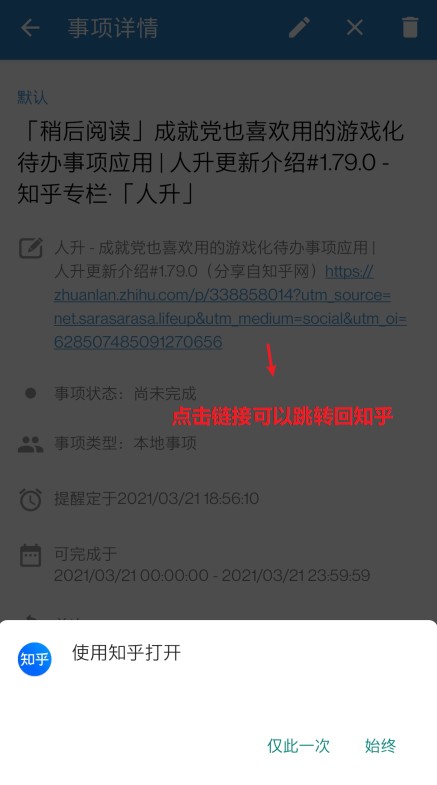 事项详情
默认
「稍后阅读」成就党也喜欢用的游戏化
待办事项应用 | 人升更新介绍#1.79.0 -
知乎专栏·「人升」
人升 - 成就党也喜欢用的游戏化待办事项应用 |
人升更新介绍#1.79.0（分享自知乎网）https://
zhuanlan.zhihu.com/p/338858014?utm_source=
net.sarasarasa.lifeup&utm_medium=social&utm_oi=
628507485091270656
事项状态：尚未完成
点击链接可以跳转回知乎
事项类型：本地事项
提醒定于2021/03/21 18:56:10
可完成于
2021/03/21 00:00:00 - 2021/03/21 23:59:59
知乎
使用知乎打开
仅此一次
始终